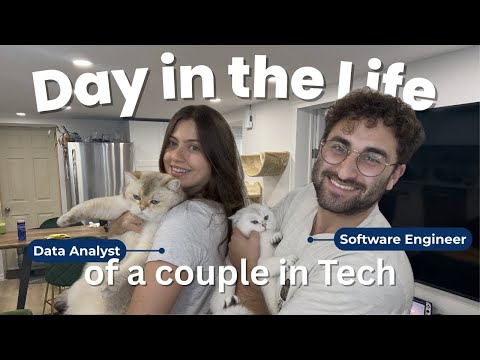 Day in the Life
Software Engineer
Data Analyst
of a couple in Tech